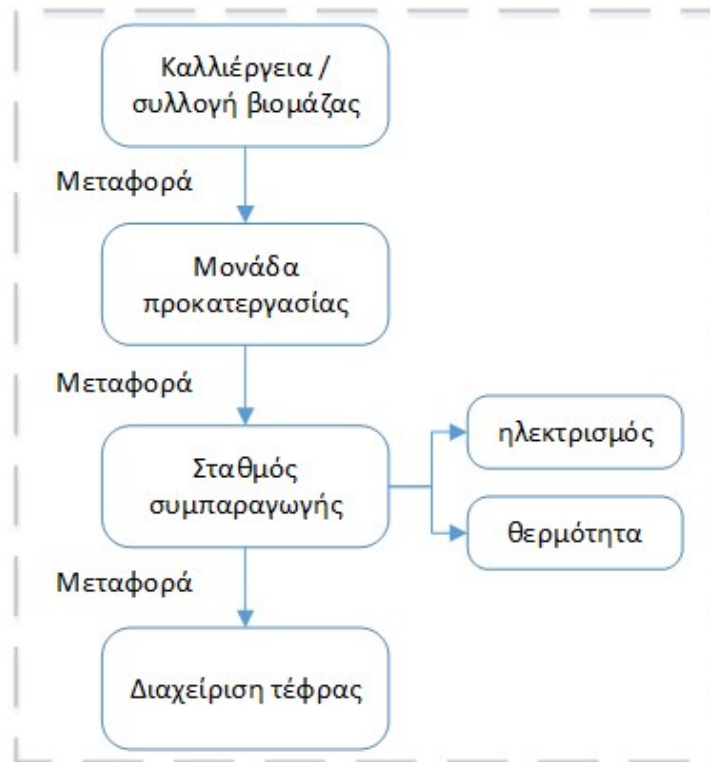 Καλλιέργεια /
συλλογή βιομάζας
Μεταφορά
Μονάδα
προκατεργασίας
Μεταφορά
Σταθμός
συμπαραγωγής
ηλεκτρισμός
θερμότητα
Μεταφορά
Διαχείριση τέφρας